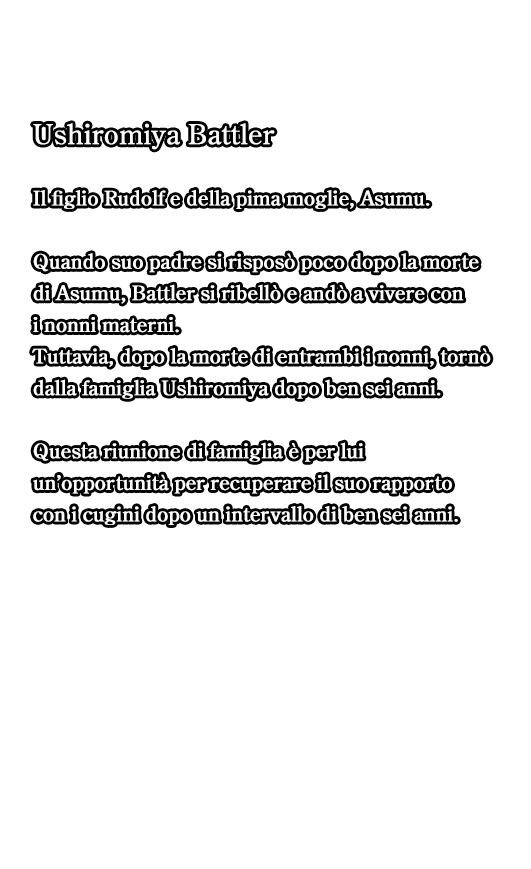 Ushiromiya Battler
Il figlio Rudolf e della pima moglie, Asumu.
Quando suo padre si risposò poco dopo la morte
di Asumu, Battler si ribellò e andò a vivere con
i nonni materni.
Tuttavia, dopo la morte di entrambi i nonni, tornò
dalla famiglia Ushiromiya dopo ben sei anni.
Questa riunione di famiglia è per lui
un'opportunità per recuperare il suo rapporto
con i cugini dopo un intervallo di ben sei anni.